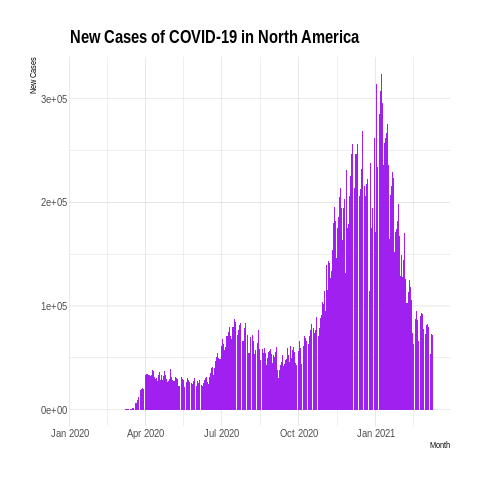 New Cases of COVID-19 in North America
New Cases
3e+05
2e+05
1e+05
0e+00
Jan 2020 Apr 2020 Jul 2020 Oct 2020 Jan 2021
Month